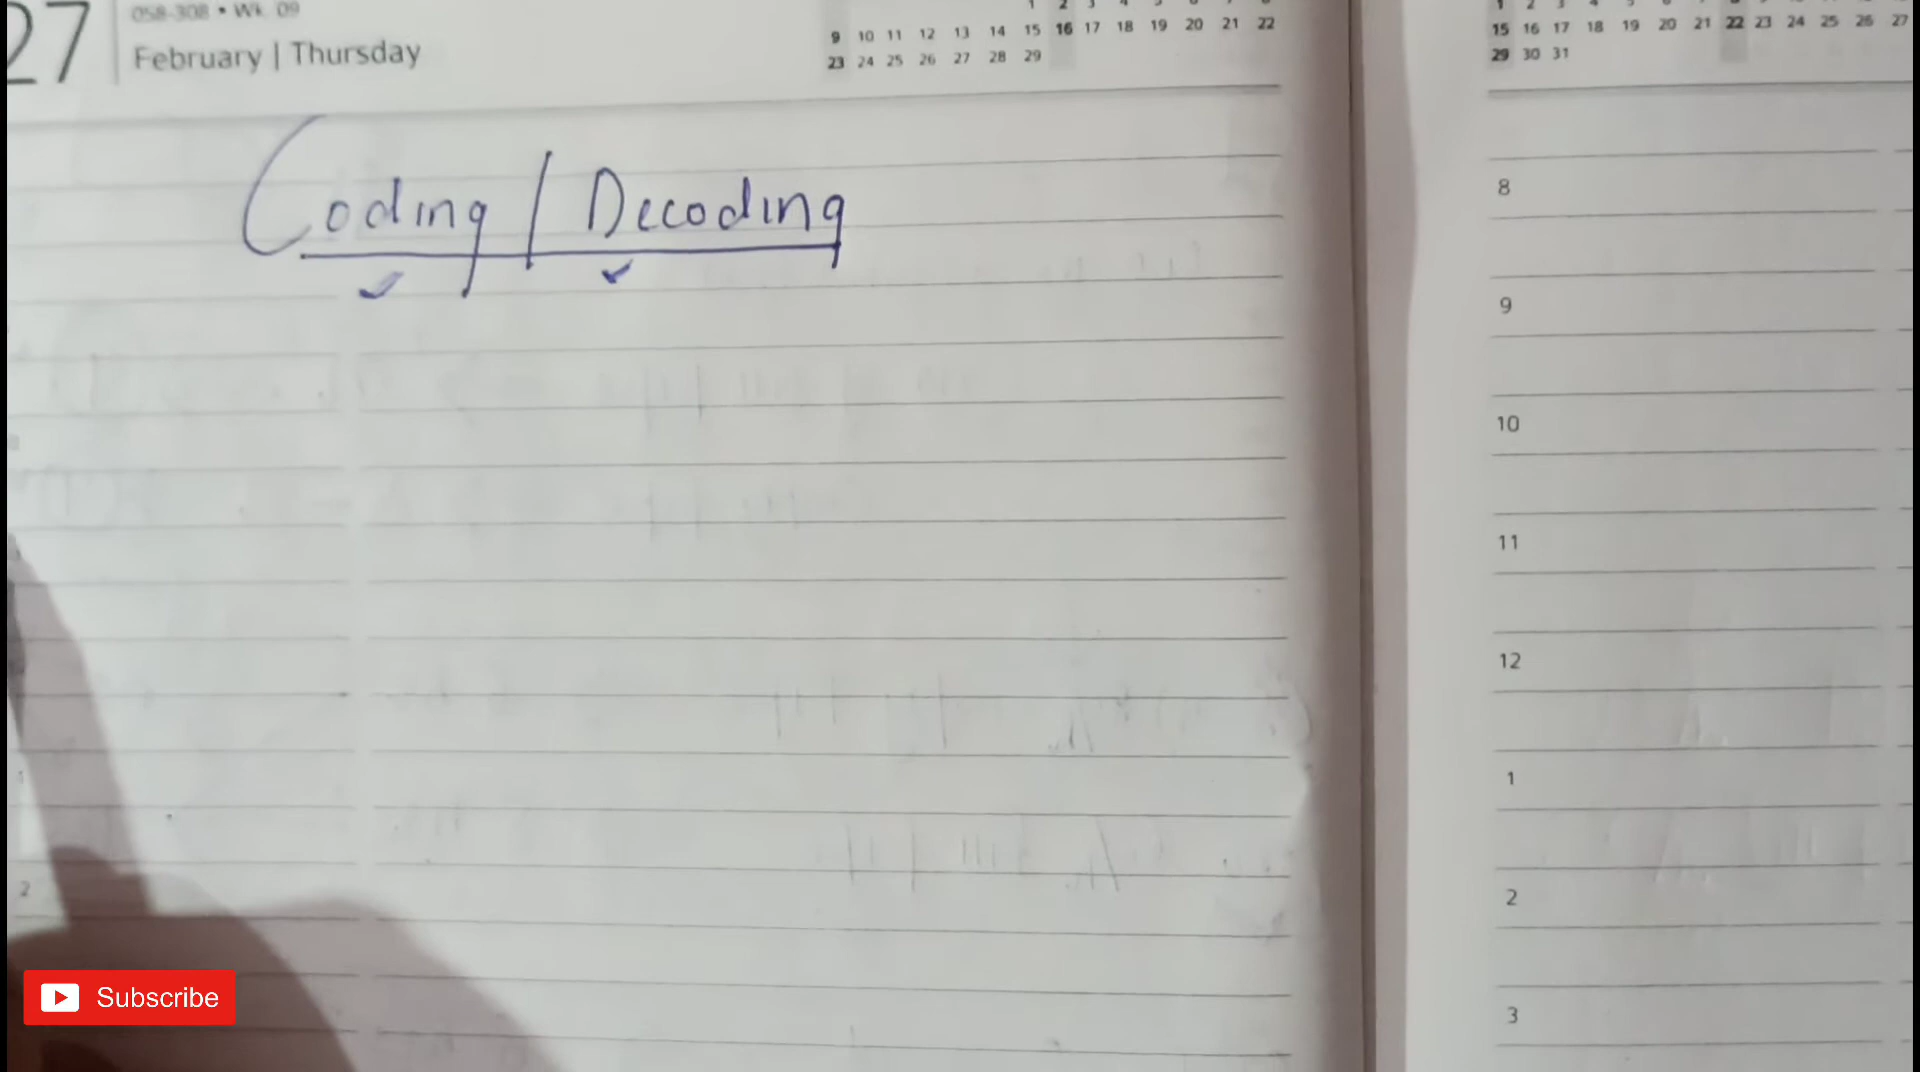 27
058-308 • Wk. 09
February | Thursday
9 10 11 12 13 14 15 16 17 18 19 20 21 22
23 24 25 26 27 28 29
15 16 17 18 19 20 21 22 23 24 25 26 27
29 30 31
Coding / Decoding
8
9
10
11
12
1
2
3
2
Subscribe